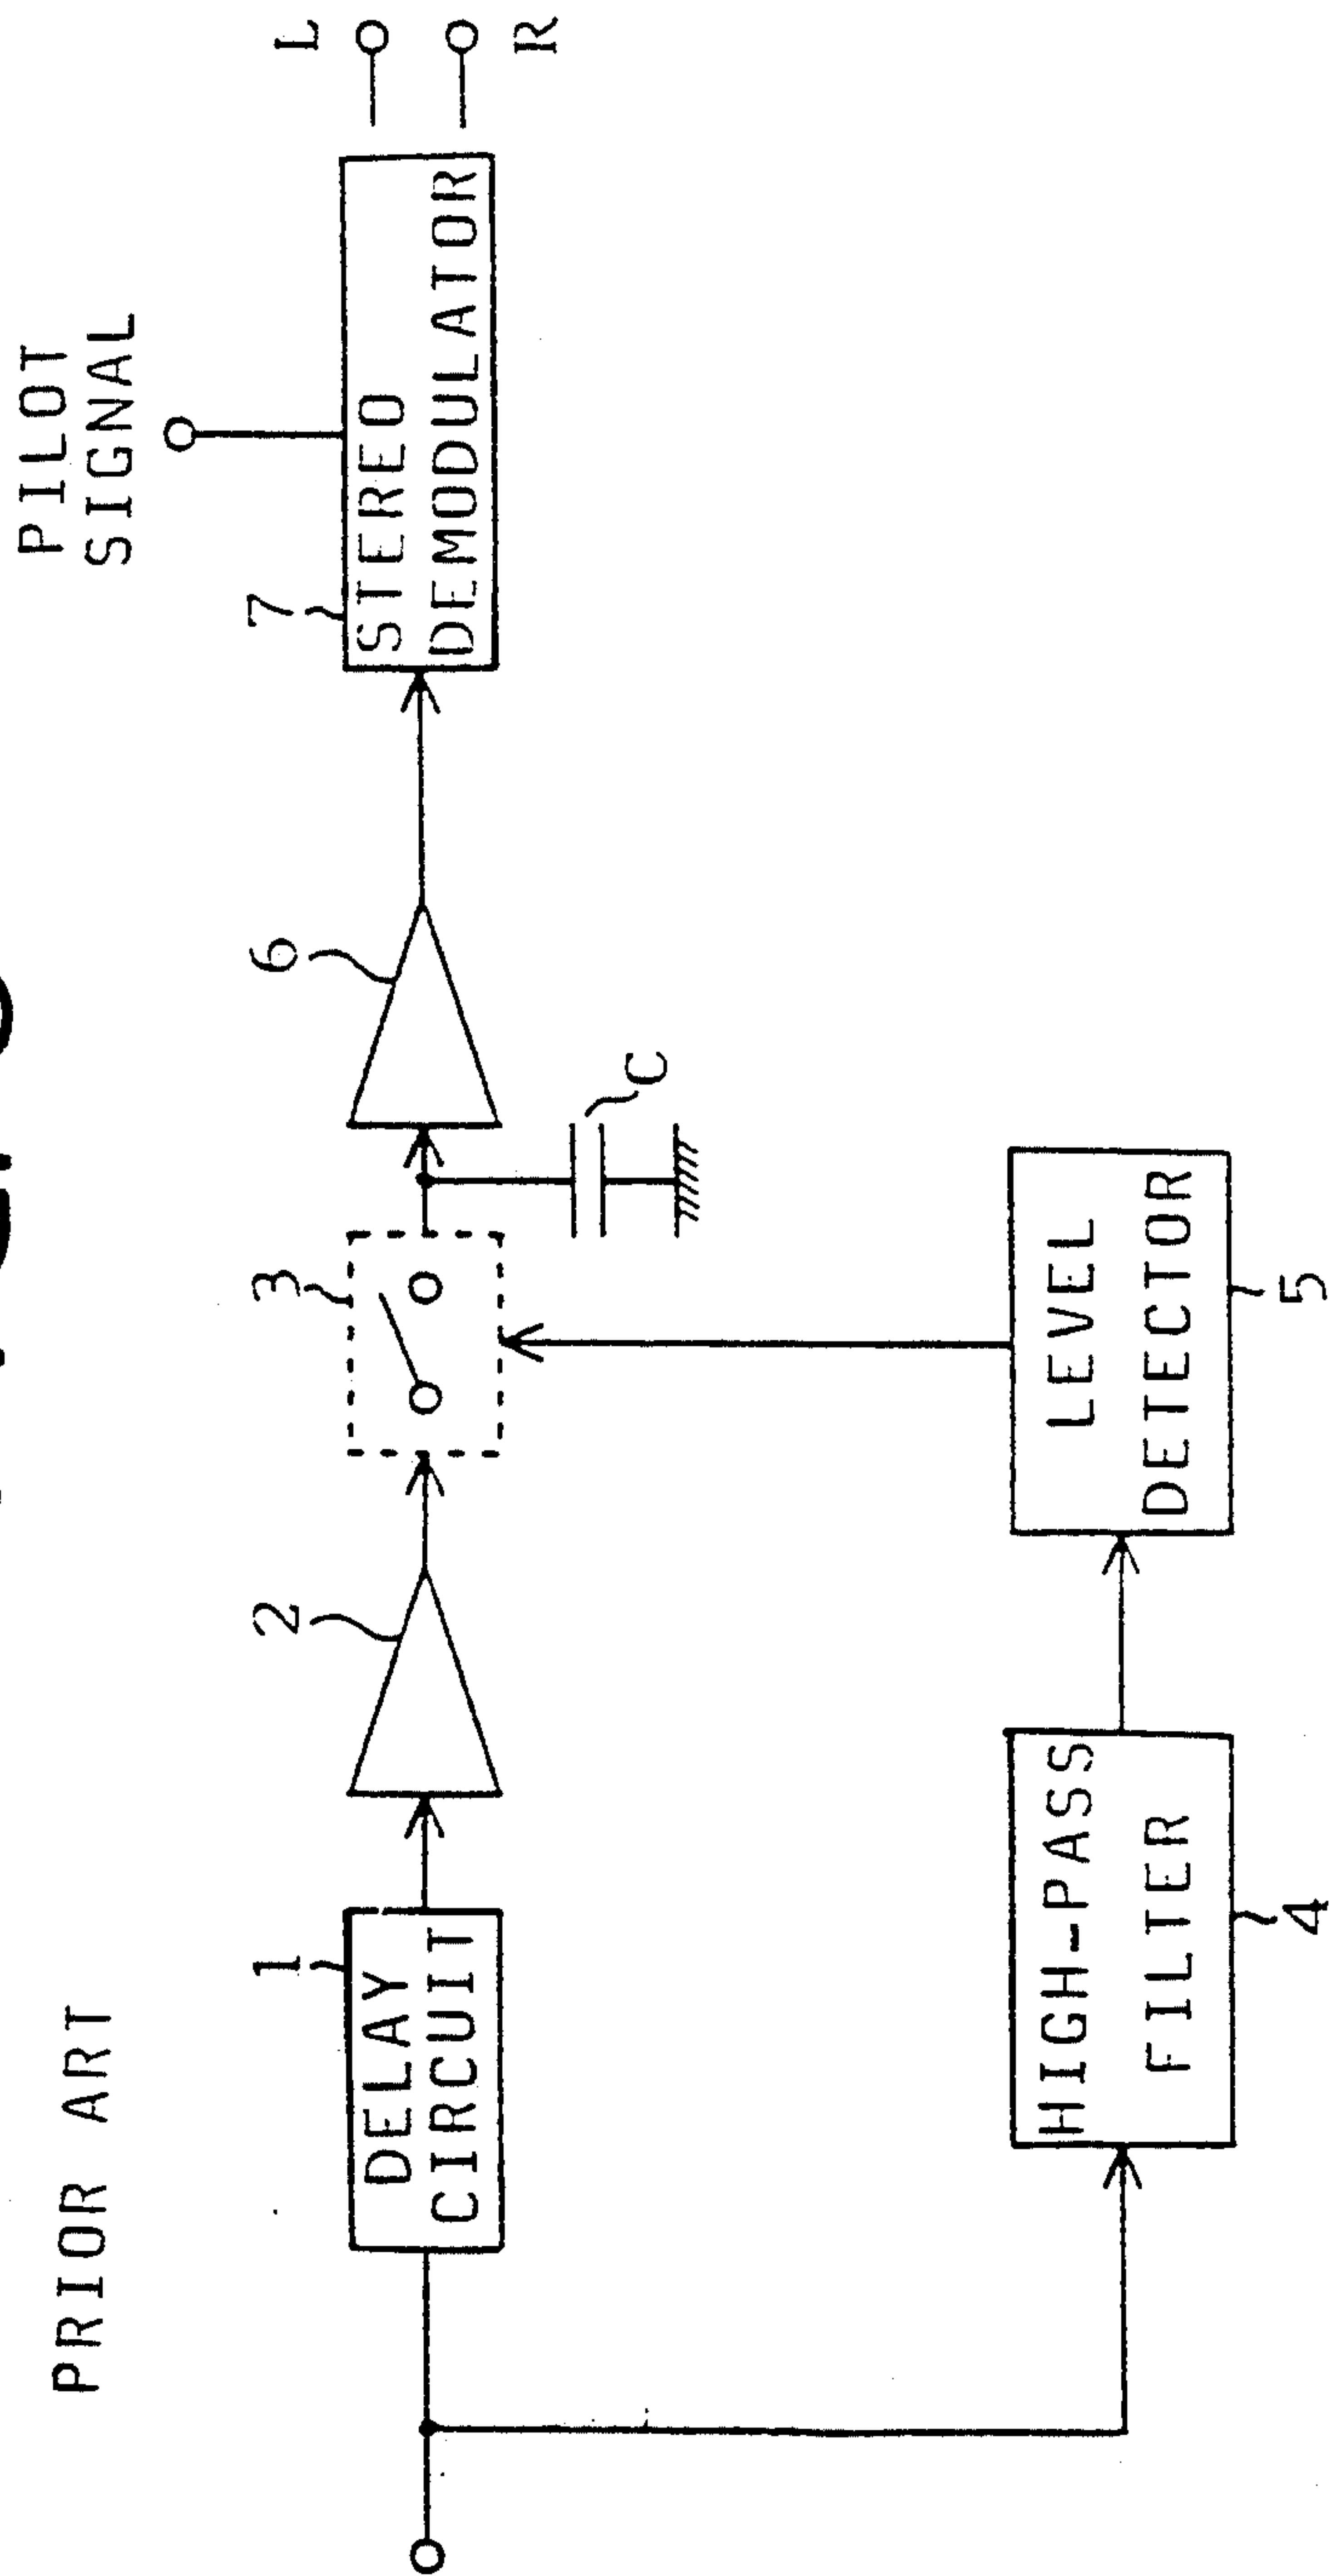 PRIOR ART
PILOT
SIGNAL
1
DELAY
CIRCUIT
2
3
C
6
7
STEREO
DEMODULATOR
L
R
HIGH-PASS
FILTER
4
LEVEL
DETECTOR
5